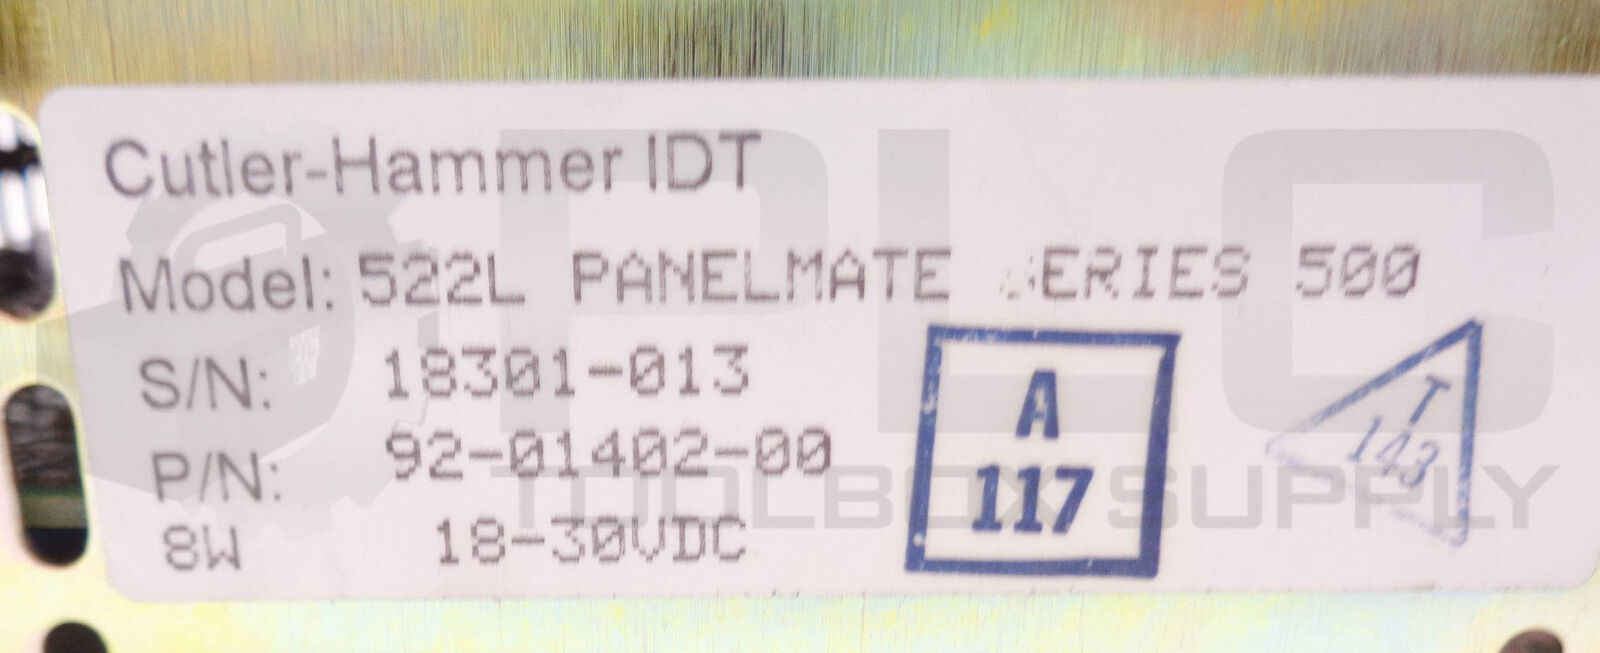 Cutler-Hammer IDT
Model: 522L PANELMATE SERIES 500
S/N: 18301-013
P/N: 92-01402-00
8W 18-30VDC
A
117
T
143
PLC
TOOLBOX SUPPLY